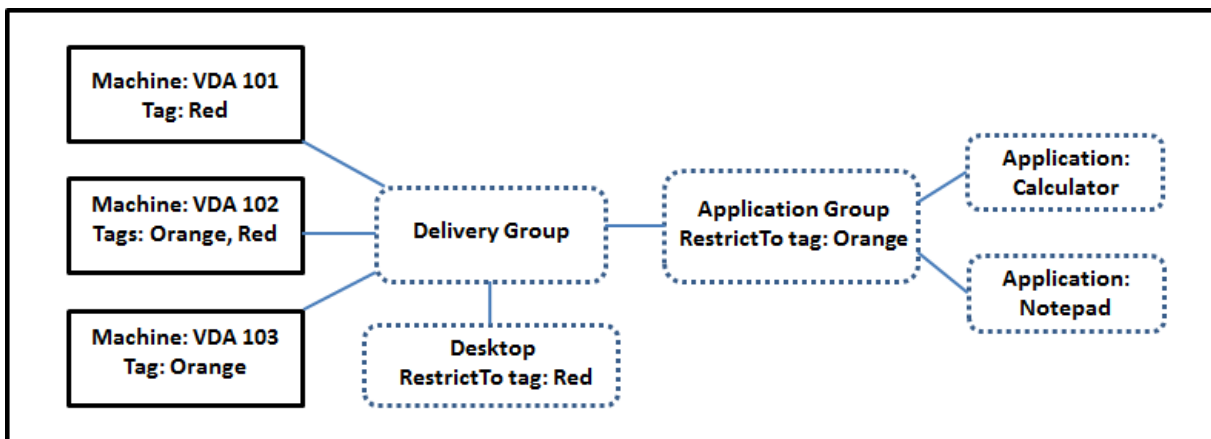 Machine: VDA 101
Tag: Red
Machine: VDA 102
Tags: Orange, Red
Machine: VDA 103
Tag: Orange
Delivery Group
Desktop
RestrictTo tag: Red
Application Group
RestrictTo tag: Orange
Application:
Calculator
Application:
Notepad